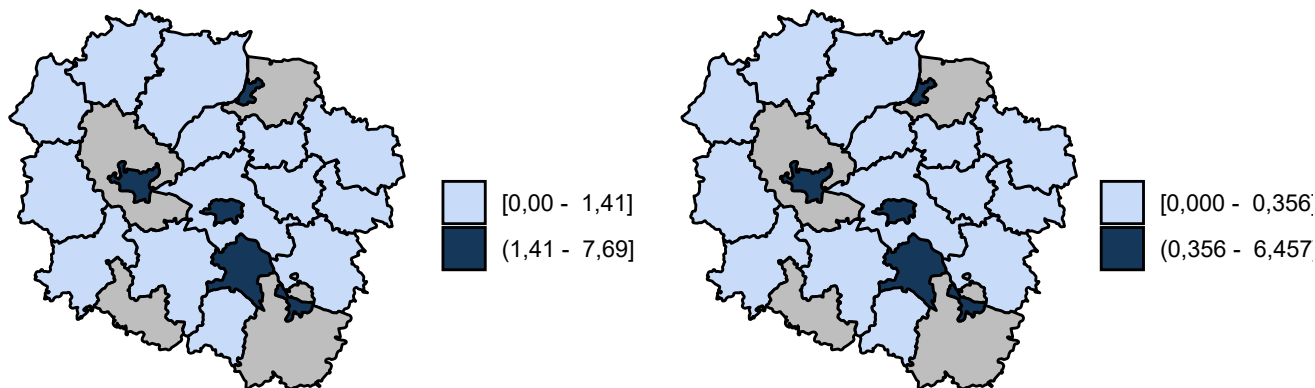 [0,00 - 1,41]
(1,41 - 7,69]
[0,000 - 0,356]
(0,356 - 6,457]